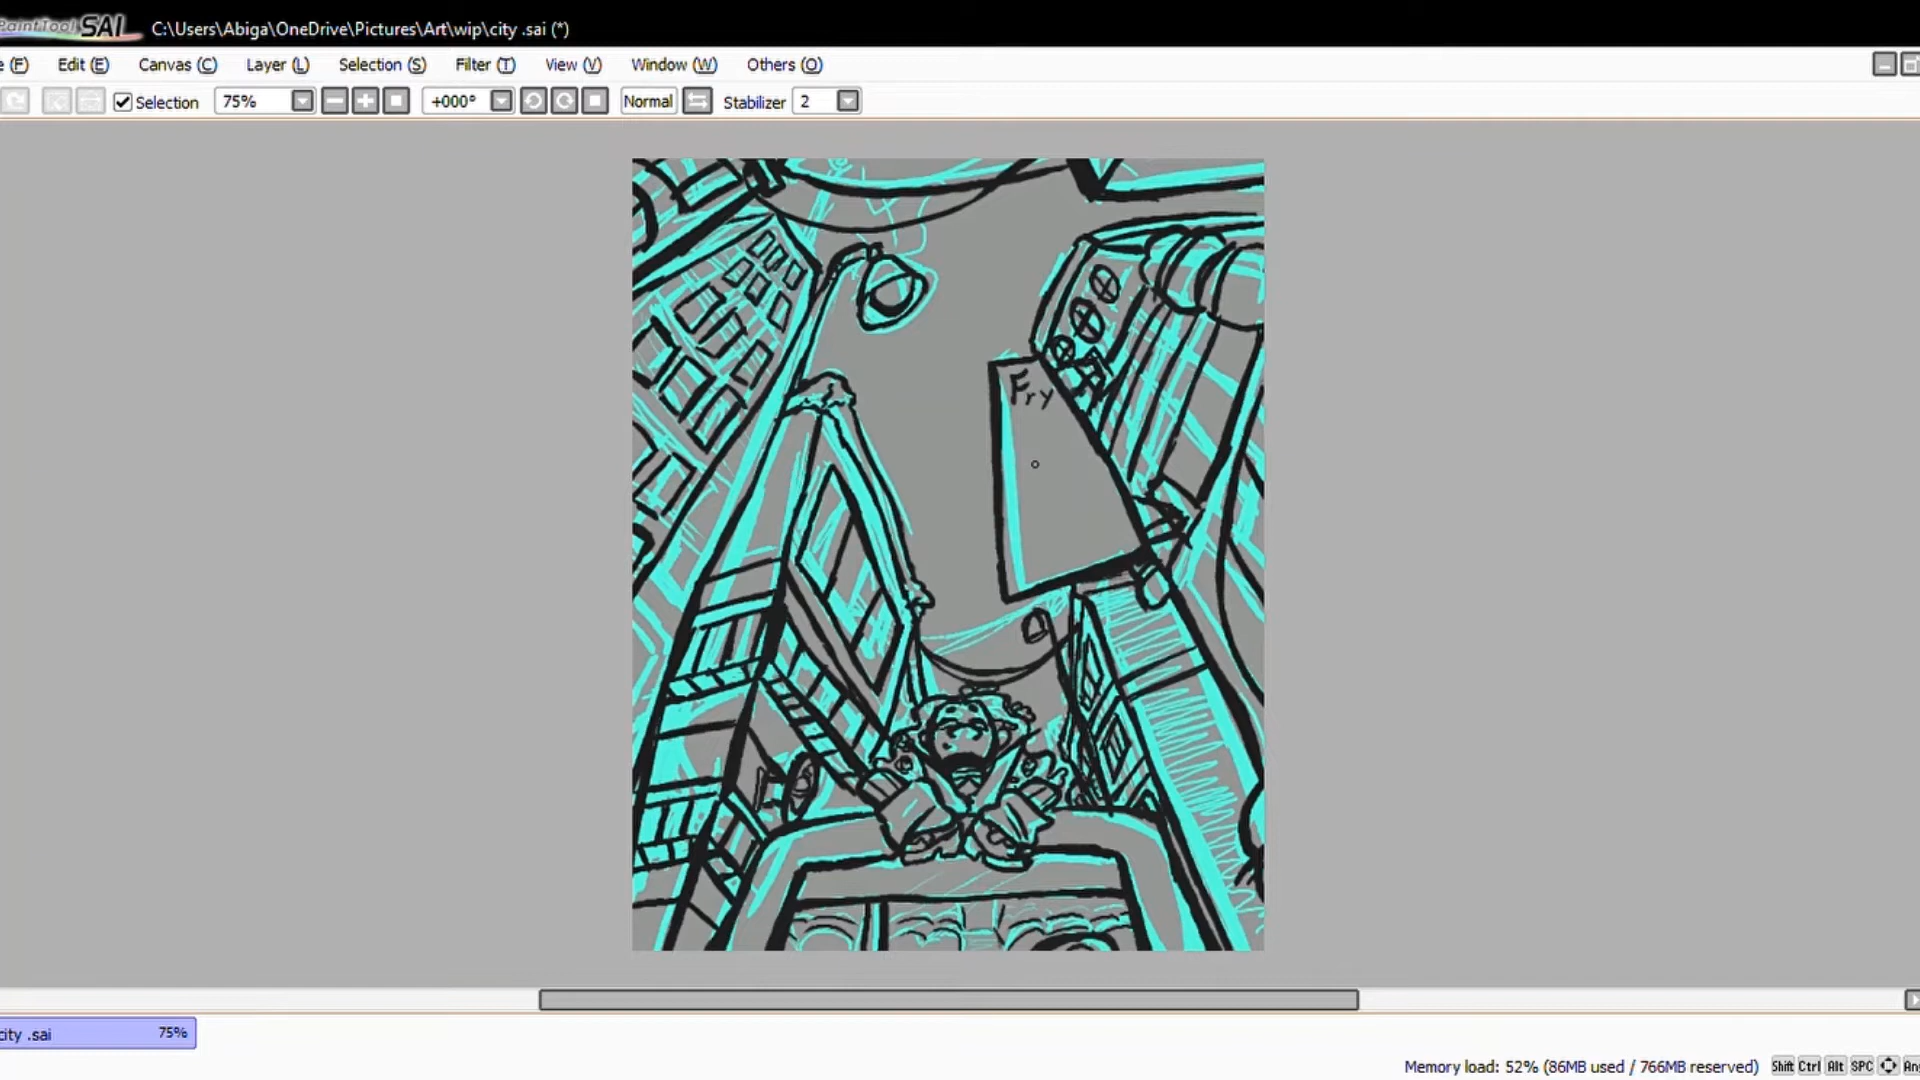 PaintTool SAI C:\Users\Abiga\OneDrive\Pictures\Art\wip\city .sai (*)
e (F) Edit (E) Canvas (C) Layer (L) Selection (S) Filter (T) View (V) Window (W) Others (O)
Selection 75% +000° Normal Stabilizer 2
Fry
city .sai 75%
Memory load: 52% (86MB used / 766MB reserved) Shift Ctrl Alt SPC An